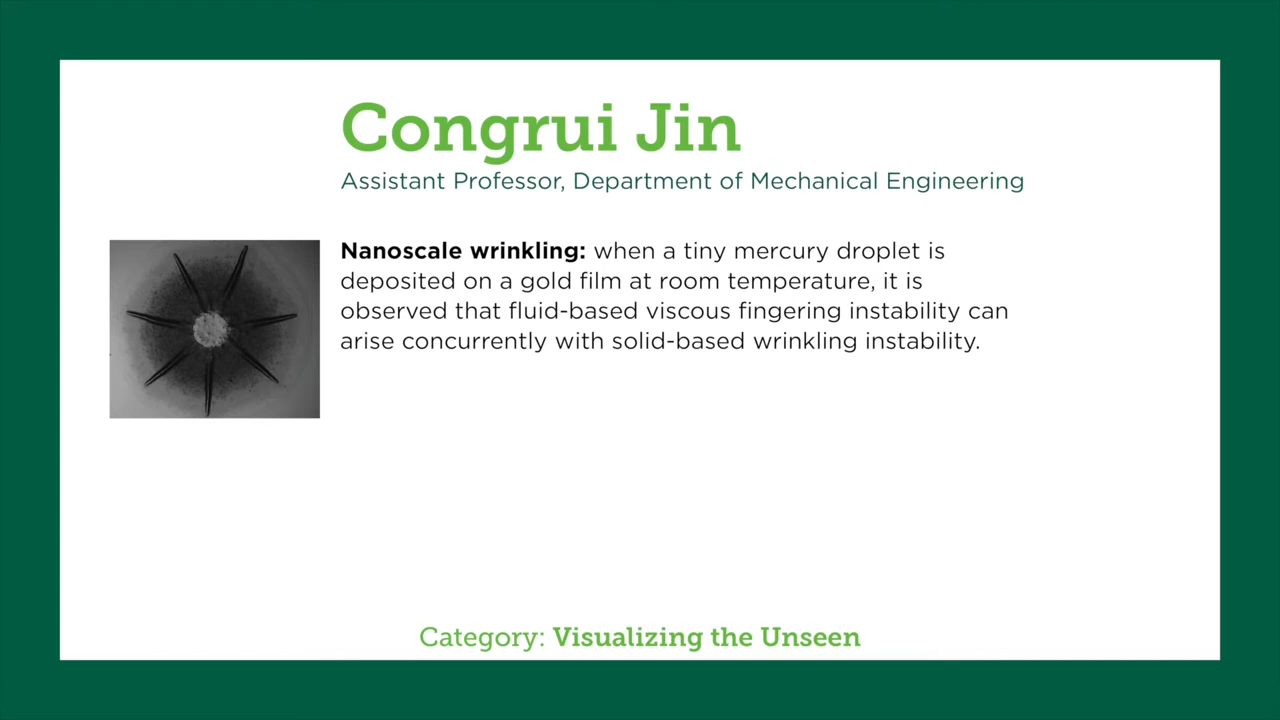 Congrui Jin
Assistant Professor, Department of Mechanical Engineering
Nanoscale wrinkling: when a tiny mercury droplet is
deposited on a gold film at room temperature, it is
observed that fluid-based viscous fingering instability can
arise concurrently with solid-based wrinkling instability.
Category: Visualizing the Unseen